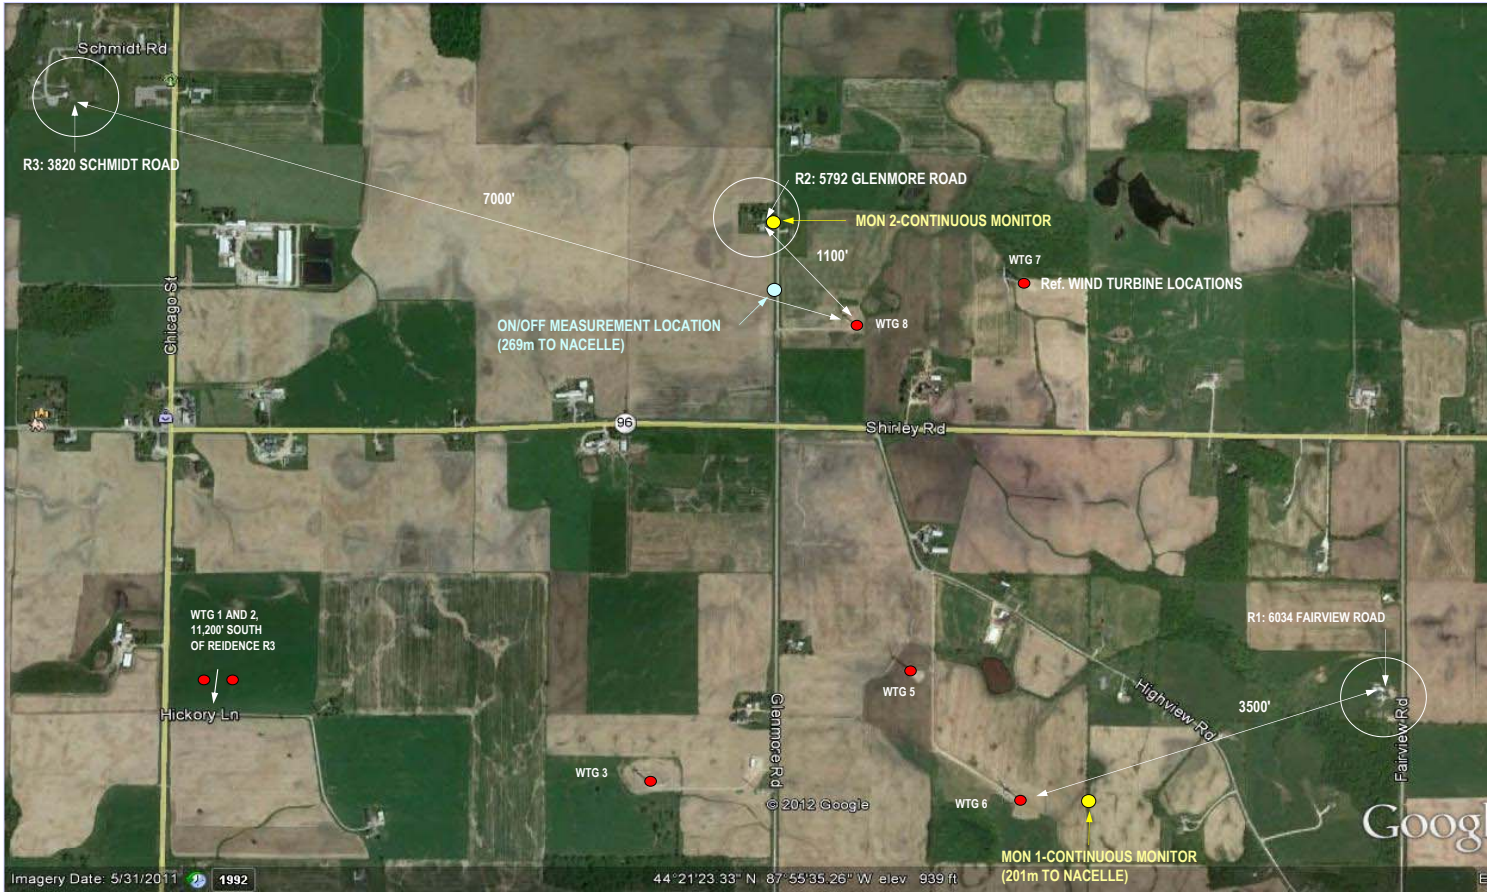 Schmidt Rd
R3: 3820 SCHMIDT ROAD
7000'
R2: 5792 GLENMORE ROAD
MON 2-CONTINUOUS MONITOR
1100'
WTG 7
Ref. WIND TURBINE LOCATIONS
Chicago St
ON/OFF MEASUREMENT LOCATION
(269m TO NACELLE)
WTG 8
96
Shirley Rd
WTG 1 AND 2,
11,200' SOUTH
OF REIDENCE R3
Hickory Ln
R1: 6034 FAIRVIEW ROAD
WTG 5
Highview Rd
3500'
Glenmore Rd
Fairview Rd
WTG 3
WTG 6
© 2012 Google
Googl
MON 1-CONTINUOUS MONITOR
(201m TO NACELLE)
Imagery Date: 5/31/2011
1992
44°21'23.33" N 87°55'35.26" W elev 939 ft
E